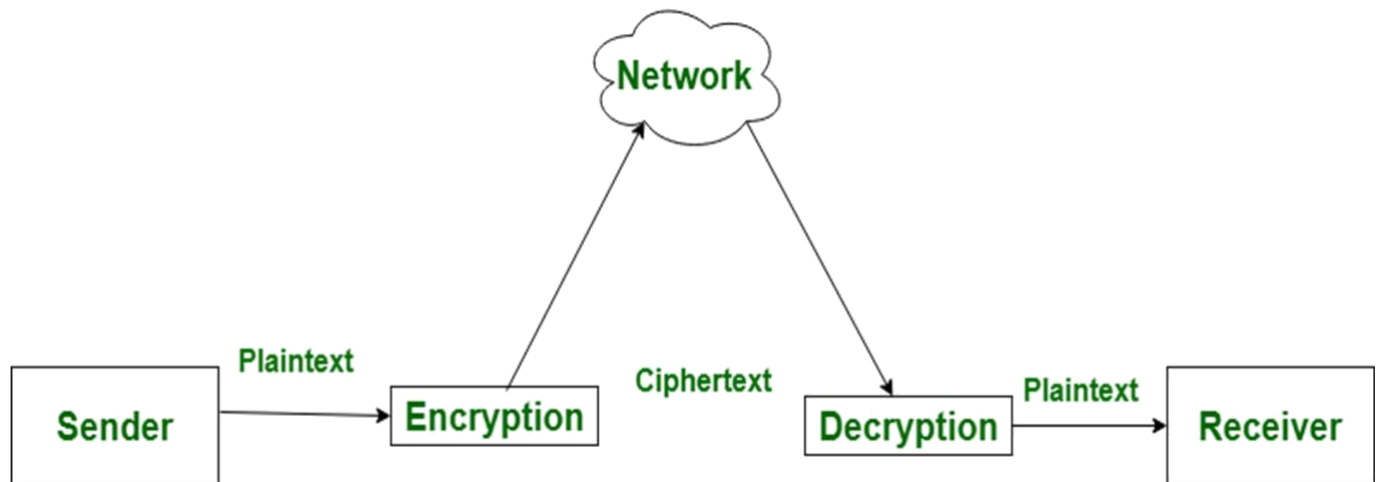 Network
Plaintext
Sender
Encryption
Ciphertext
Decryption
Plaintext
Receiver